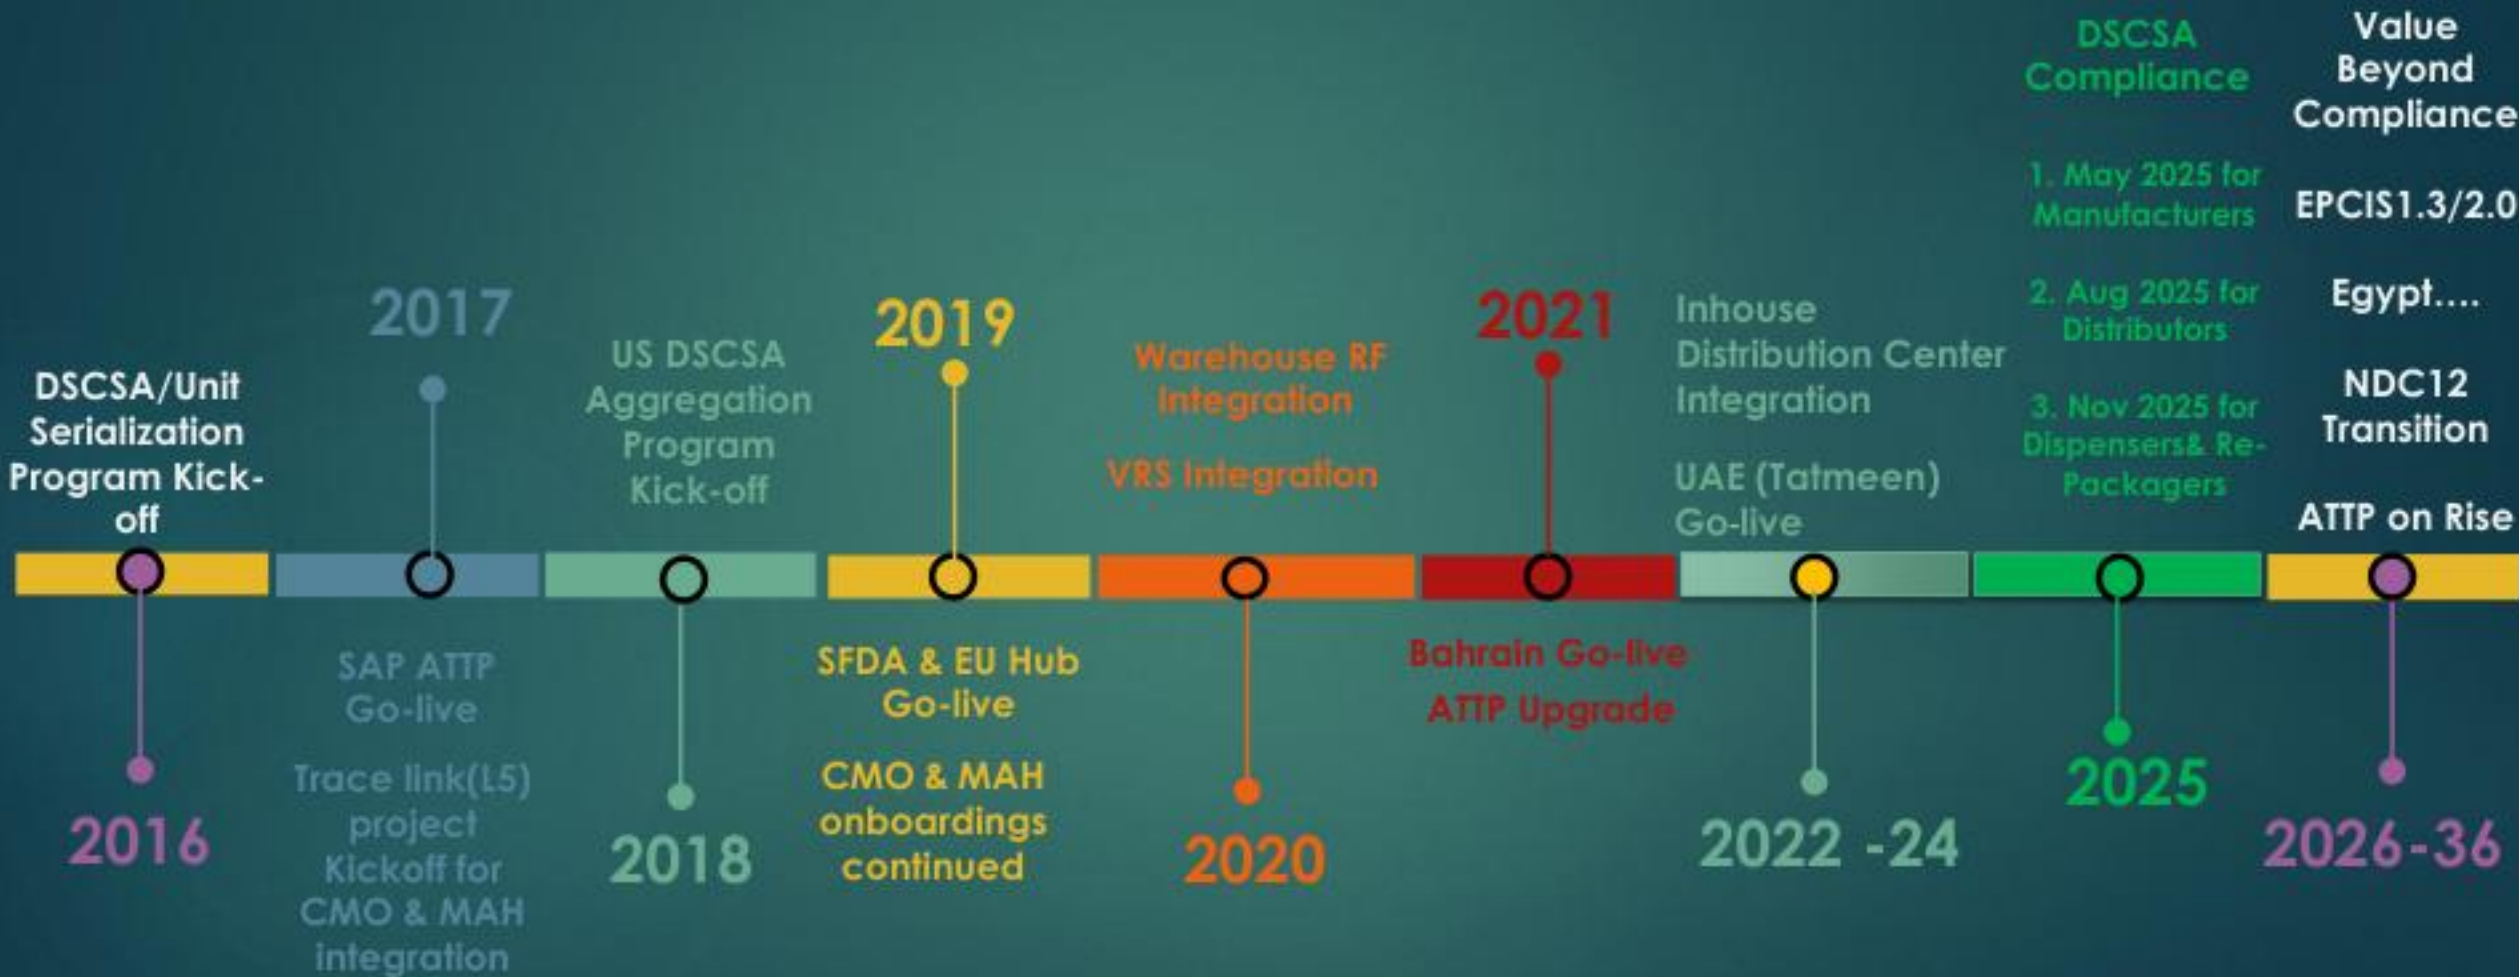 DSCSA/Unit
Serialization
Program Kick-
off
2016
2017
SAP ATTP
Go-live
Trace link(L5)
project
Kickoff for
CMO & MAH
integration
US DSCSA
Aggregation
Program
Kick-off
2018
2019
SFDA & EU Hub
Go-live
CMO & MAH
onboardings
continued
Warehouse RF
Integration
VRS Integration
2020
2021
Bahrain Go-live
ATTP Upgrade
Inhouse
Distribution Center
Integration
UAE (Tatmeen)
Go-live
2022 -24
DSCSA
Compliance
1. May 2025 for
Manufacturers
2. Aug 2025 for
Distributors
3. Nov 2025 for
Dispensers& Re-
Packagers
2025
Value
Beyond
Compliance
EPCIS1.3/2.0
Egypt....
NDC12
Transition
ATTP on Rise
2026-36